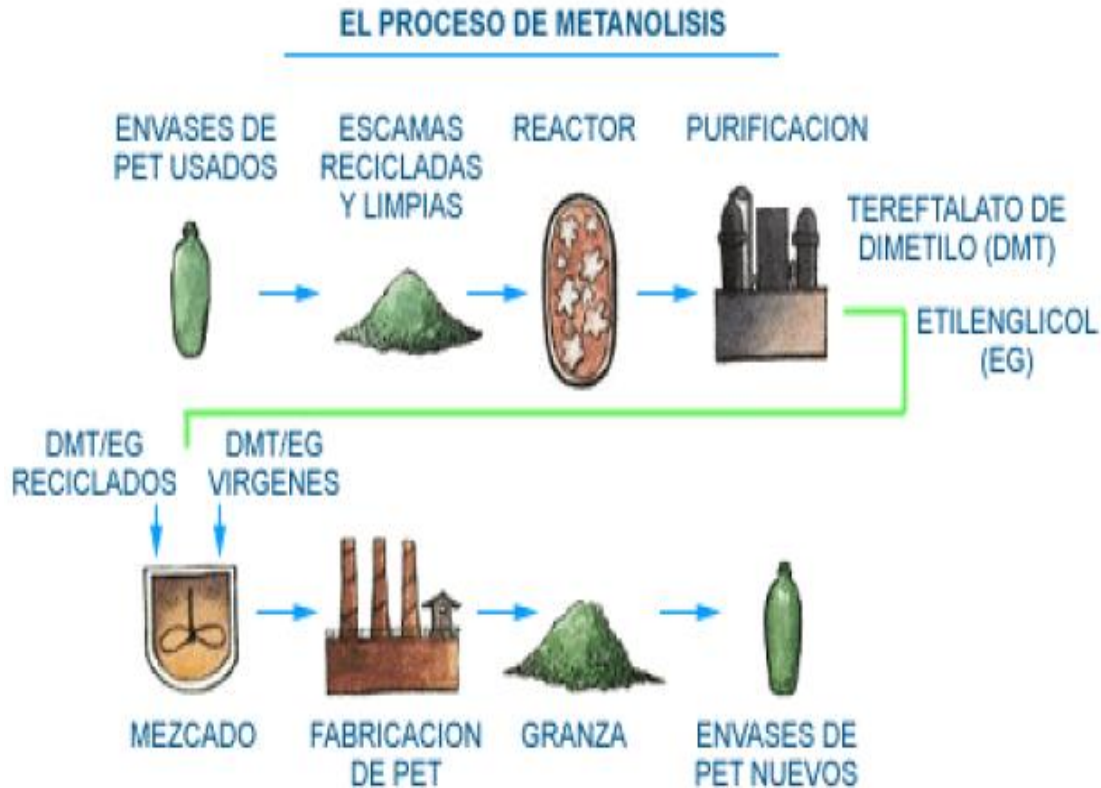 EL PROCESO DE METANOLISIS
ENVASES DE
PET USADOS
ESCAMAS
RECICLADAS
Y LIMPIAS
REACTOR
PURIFICACION
TEREFTALATO DE
DIMETILO (DMT)
ETILENGLICOL
(EG)
DMT/EG
RECICLADOS
DMT/EG
VIRGENES
MEZCADO
FABRICACION
DE PET
GRANZA
ENVASES DE
PET NUEVOS